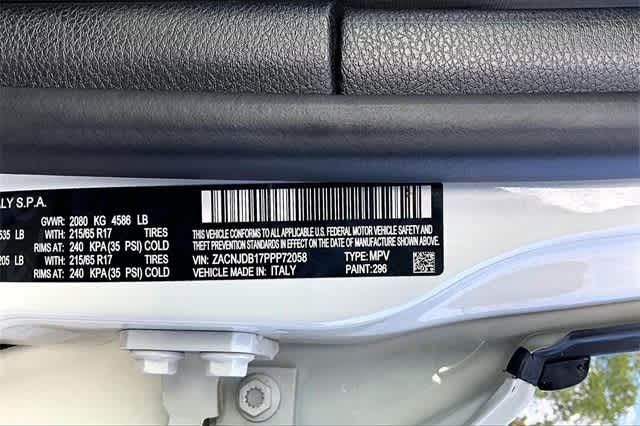 LY S.P.A.
GVWR: 2080 KG 4586 LB
535 LB WITH: 215/65 R17 TIRES
RIMS AT: 240 KPA(35 PSI) COLD
205 LB WITH: 215/65 R17 TIRES
RIMS AT: 240 KPA(35 PSI) COLD
THIS VEHICLE CONFORMS TO ALL APPLICABLE U.S. FEDERAL MOTOR VEHICLE SAFETY AND
THEFT PREVENTION STANDARDS IN EFFECT ON THE DATE OF MANUFACTURE SHOWN ABOVE.
VIN: ZACNJDB17PPP72058 TYPE: MPV
VEHICLE MADE IN: ITALY PAINT: 296